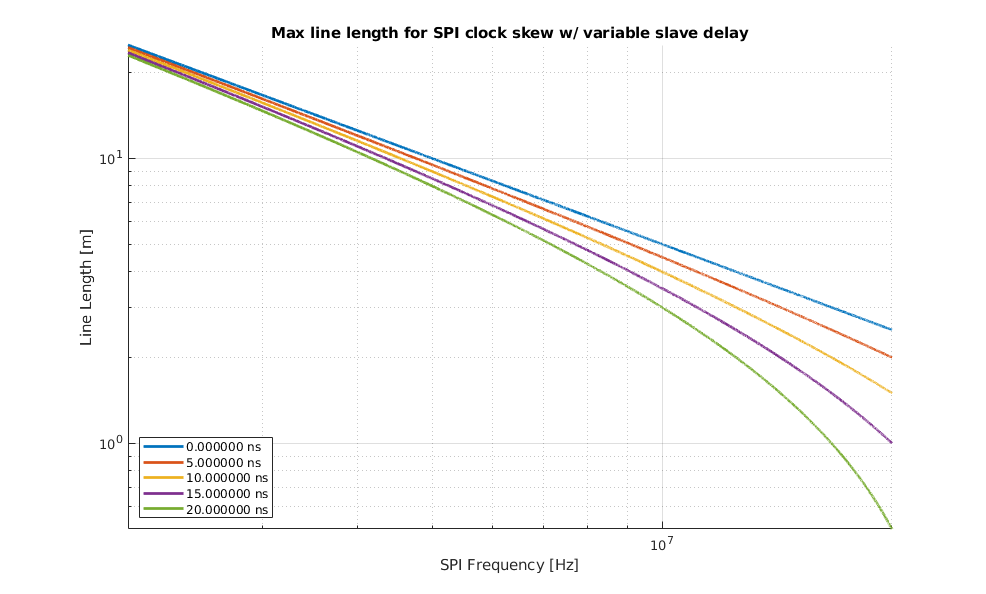 Max line length for SPI clock skew w/ variable slave delay
Line Length [m]
10^1
10^0
0.000000 ns
5.000000 ns
10.000000 ns
15.000000 ns
20.000000 ns
10^7
SPI Frequency [Hz]